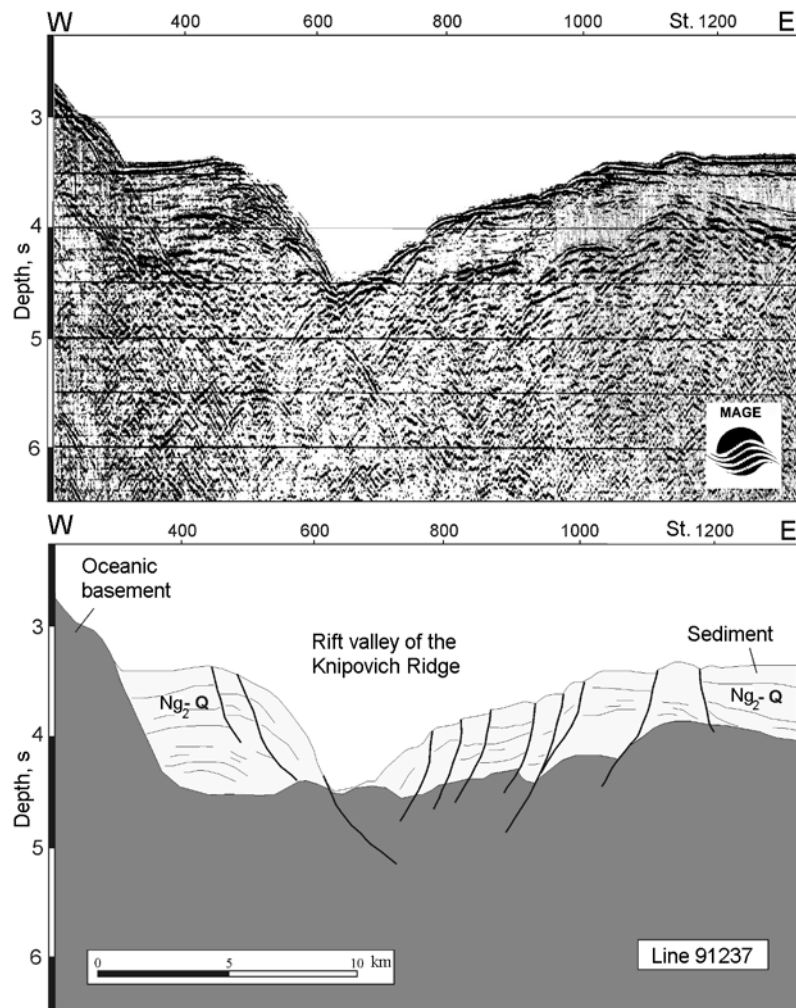 W 400 600 800 1000 St. 1200 E
3
4
5
6
Depth, s
MAGE
W 400 600 800 1000 St. 1200 E
Oceanic
basement
Rift valley of the
Knipovich Ridge
Sediment
Ng2- Q
Ng2- Q
3
4
5
6
Depth, s
0 5 10 km
Line 91237